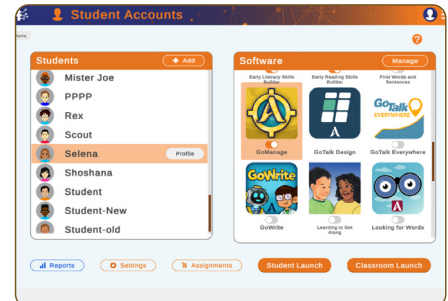 Student Accounts
Home
Students
+ Add
Mister Joe
PPPP
Rex
Scout
Selena
Profile
Shoshana
Student
Student-New
Student-old
Software
Manage
Early Literacy Skills
Builder
Early Reading Skills
Builder
First Words and
Sentences
GoManage
GoTalk Design
GoTalk
EVERYWHERE
GoTalk Everywhere
GoWrite
GoWrite
Learning to Get
Along
Looking for Words
Reports
Settings
Assignments
Student Launch
Classroom Launch